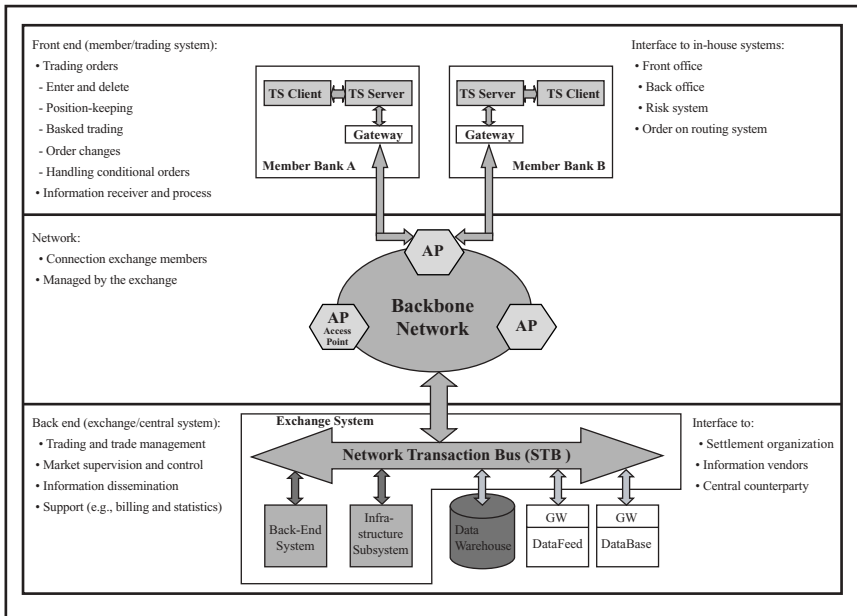 Front end (member/trading system):
• Trading orders
- Enter and delete
- Position-keeping
- Basked trading
- Order changes
- Handling conditional orders
• Information receiver and process
TS Client
TS Server
Gateway
Member Bank A
TS Server
TS Client
Gateway
Member Bank B
Interface to in-house systems:
• Front office
• Back office
• Risk system
• Order on routing system
Network:
• Connection exchange members
• Managed by the exchange
AP
Backbone
Network
AP
Access
Point
AP
Back end (exchange/central system):
• Trading and trade management
• Market supervision and control
• Information dissemination
• Support (e.g., billing and statistics)
Exchange System
Network Transaction Bus (STB )
Back-End
System
Infra-
structure
Subsystem
Data
Warehouse
GW
DataFeed
GW
DataBase
Interface to:
• Settlement organization
• Information vendors
• Central counterparty